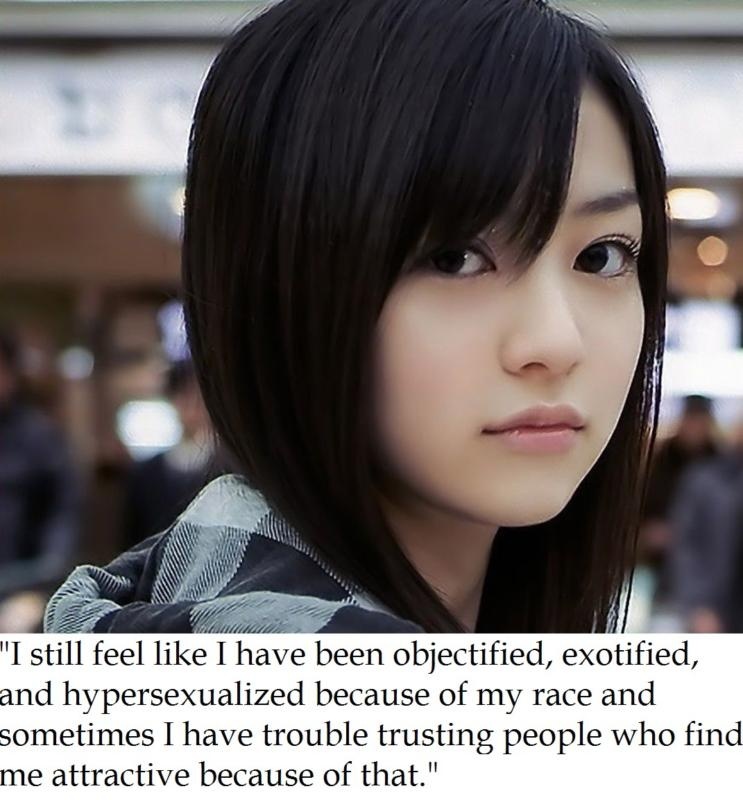 "I still feel like I have been objectified, exotified,
and hypersexualized because of my race and
sometimes I have trouble trusting people who find
me attractive because of that."